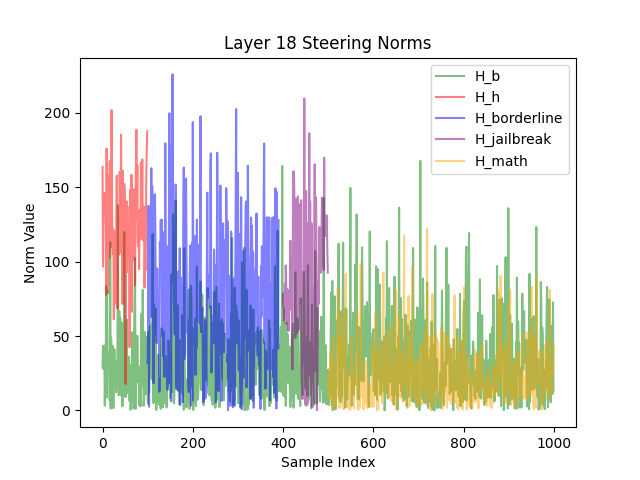 Layer 18 Steering Norms
H_b
H_h
H_borderline
H_jailbreak
H_math
Norm Value
200
150
100
50
0
0 200 400 600 800 1000
Sample Index